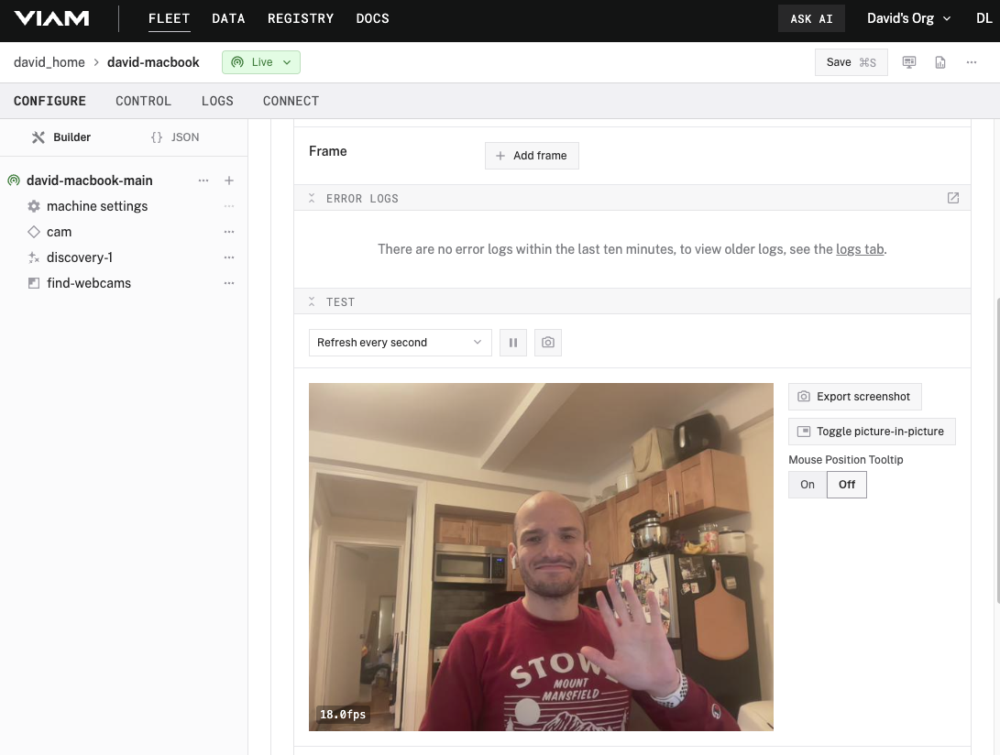 VIAM FLEET DATA REGISTRY DOCS ASK AI David's Org DL
david_home > david-macbook Live Save ⌘S
CONFIGURE CONTROL LOGS CONNECT
Builder {} JSON
david-macbook-main
machine settings
cam
discovery-1
find-webcams
Frame Add frame
ERROR LOGS
There are no error logs within the last ten minutes, to view older logs, see the logs tab.
TEST
Refresh every second
Export screenshot
Toggle picture-in-picture
Mouse Position Tooltip
On Off
STOW
MOUNT
MANSFIELD
18.0fps